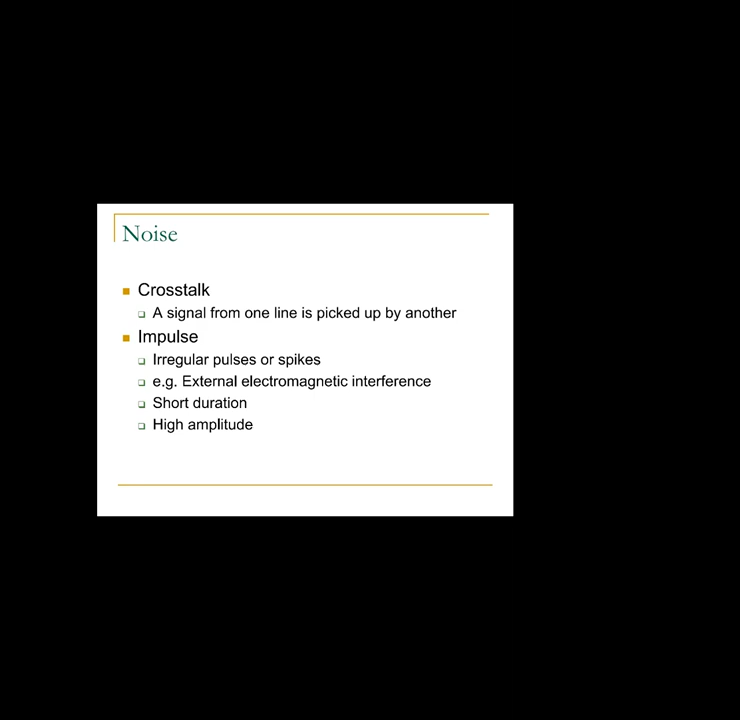 Noise
Crosstalk
A signal from one line is picked up by another
Impulse
Irregular pulses or spikes
e.g. External electromagnetic interference
Short duration
High amplitude